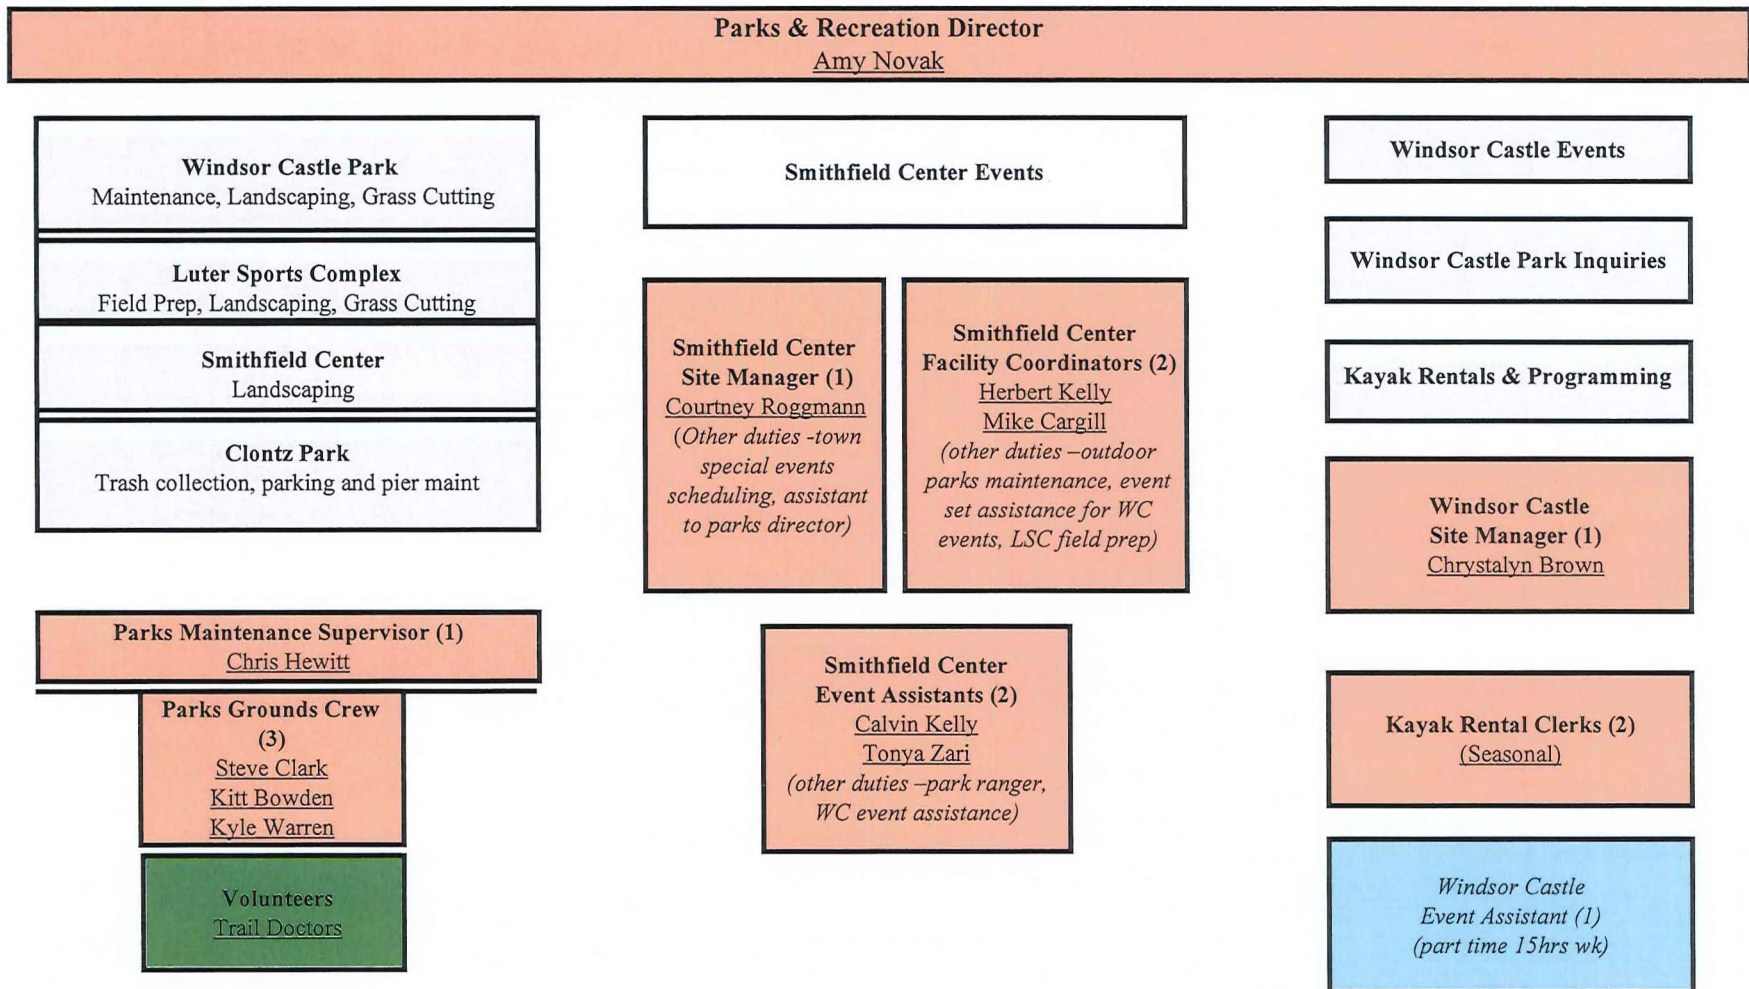 Parks & Recreation Director
Amy Novak
Windsor Castle Park
Maintenance, Landscaping, Grass Cutting
Luter Sports Complex
Field Prep, Landscaping, Grass Cutting
Smithfield Center
Landscaping
Clontz Park
Trash collection, parking and pier maint
Parks Maintenance Supervisor (1)
Chris Hewitt
Parks Grounds Crew
(3)
Steve Clark
Kitt Bowden
Kyle Warren
Volunteers
Trail Doctors
Smithfield Center Events
Smithfield Center
Site Manager (1)
Courtney Roggmann
(Other duties -town
special events
scheduling, assistant
to parks director)
Smithfield Center
Facility Coordinators (2)
Herbert Kelly
Mike Cargill
(other duties –outdoor
parks maintenance, event
set assistance for WC
events, LSC field prep)
Smithfield Center
Event Assistants (2)
Calvin Kelly
Tonya Zari
(other duties –park ranger,
WC event assistance)
Windsor Castle Events
Windsor Castle Park Inquiries
Kayak Rentals & Programming
Windsor Castle
Site Manager (1)
Chrystalyn Brown
Kayak Rental Clerks (2)
(Seasonal)
Windsor Castle
Event Assistant (1)
(part time 15hrs wk)